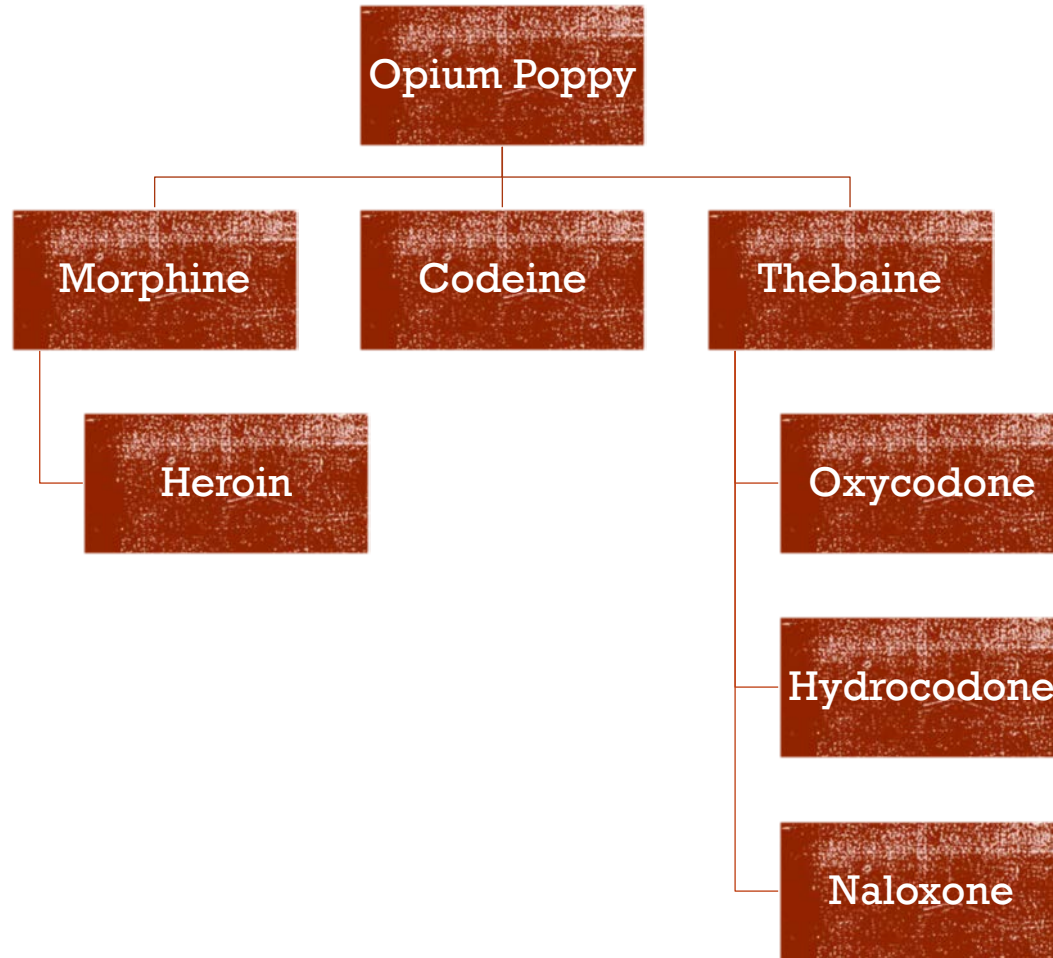 Opium Poppy
Morphine
Codeine
Thebaine
Heroin
Oxycodone
Hydrocodone
Naloxone